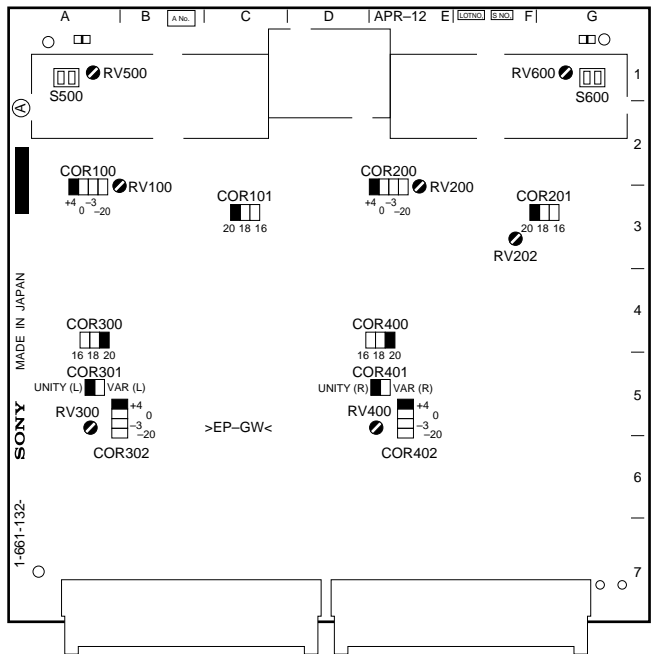 A B A No. C D APR–12 E LOTNO. S NO. F G
1
RV500
RV600
S500
S600
A
2
COR100
COR200
RV100
RV200
COR101
COR201
+4 0 –3 –20
+4 0 –3 –20
3
20 18 16
20 18 16
RV202
MADE IN JAPAN
4
COR300
COR400
16 18 20
16 18 20
COR301
COR401
UNITY (L) VAR (L)
UNITY (R) VAR (R)
5
+4
0
–3
–20
RV300
+4
0
–3
–20
RV400
>EP–GW<
SONY
COR302
COR402
6
1-661-132-
7